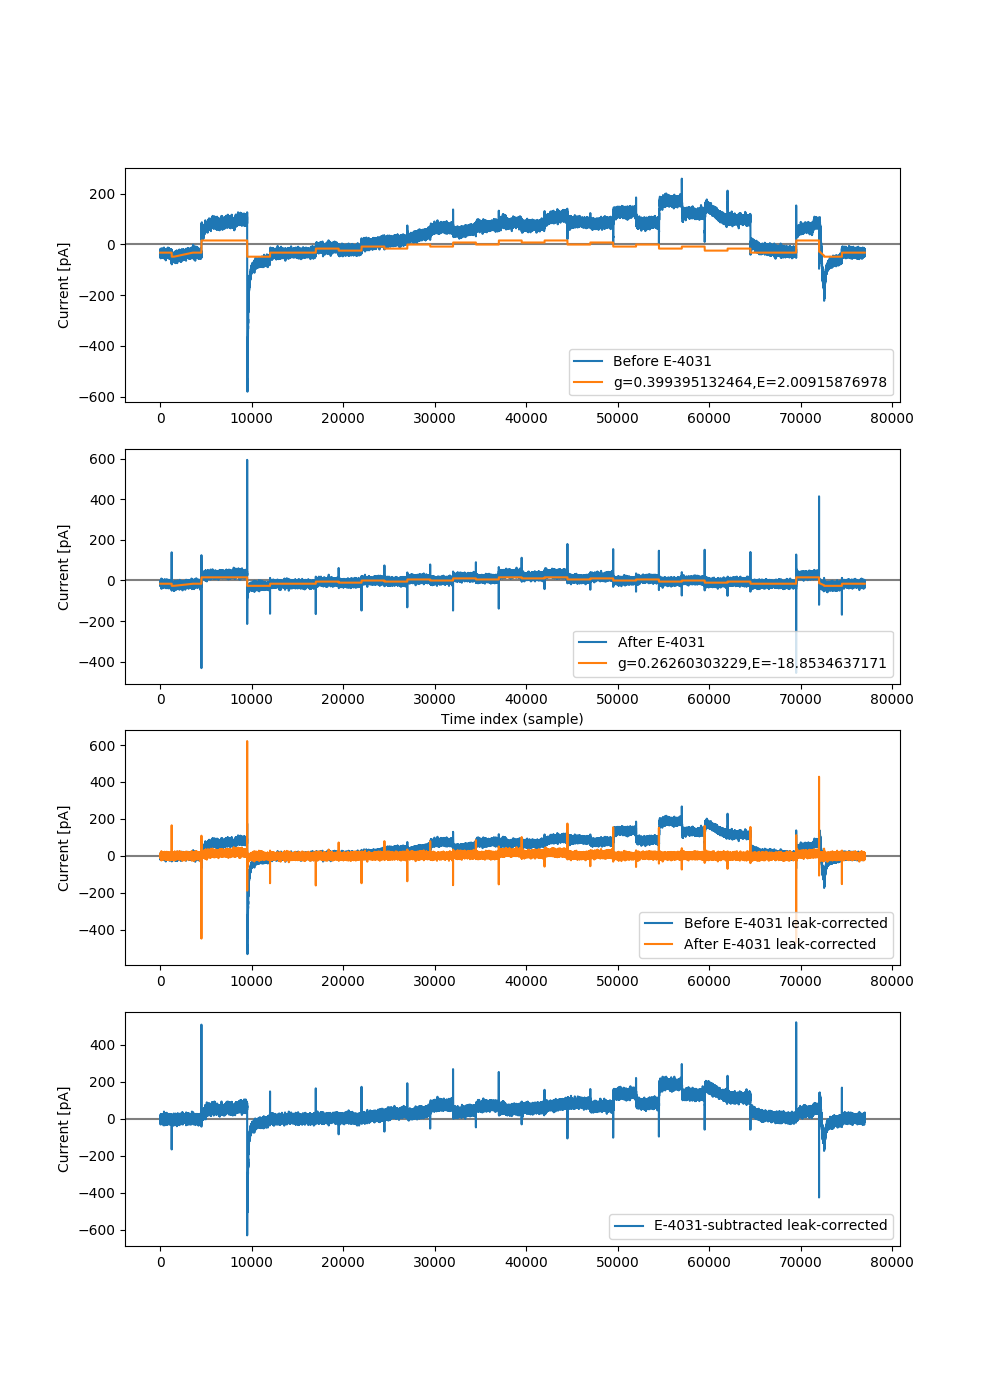 200
0
−200
−400
−600
Current [pA]
Before E-4031
g=0.399395132464,E=2.00915876978
0 10000 20000 30000 40000 50000 60000 70000 80000
600
400
200
0
−200
−400
Current [pA]
After E-4031
g=0.26260303229,E=-18.8534637171
0 10000 20000 30000 40000 50000 60000 70000 80000
Time index (sample)
600
400
200
0
−200
−400
Current [pA]
Before E-4031 leak-corrected
After E-4031 leak-corrected
0 10000 20000 30000 40000 50000 60000 70000 80000
400
200
0
−200
−400
−600
Current [pA]
E-4031-subtracted leak-corrected
0 10000 20000 30000 40000 50000 60000 70000 80000